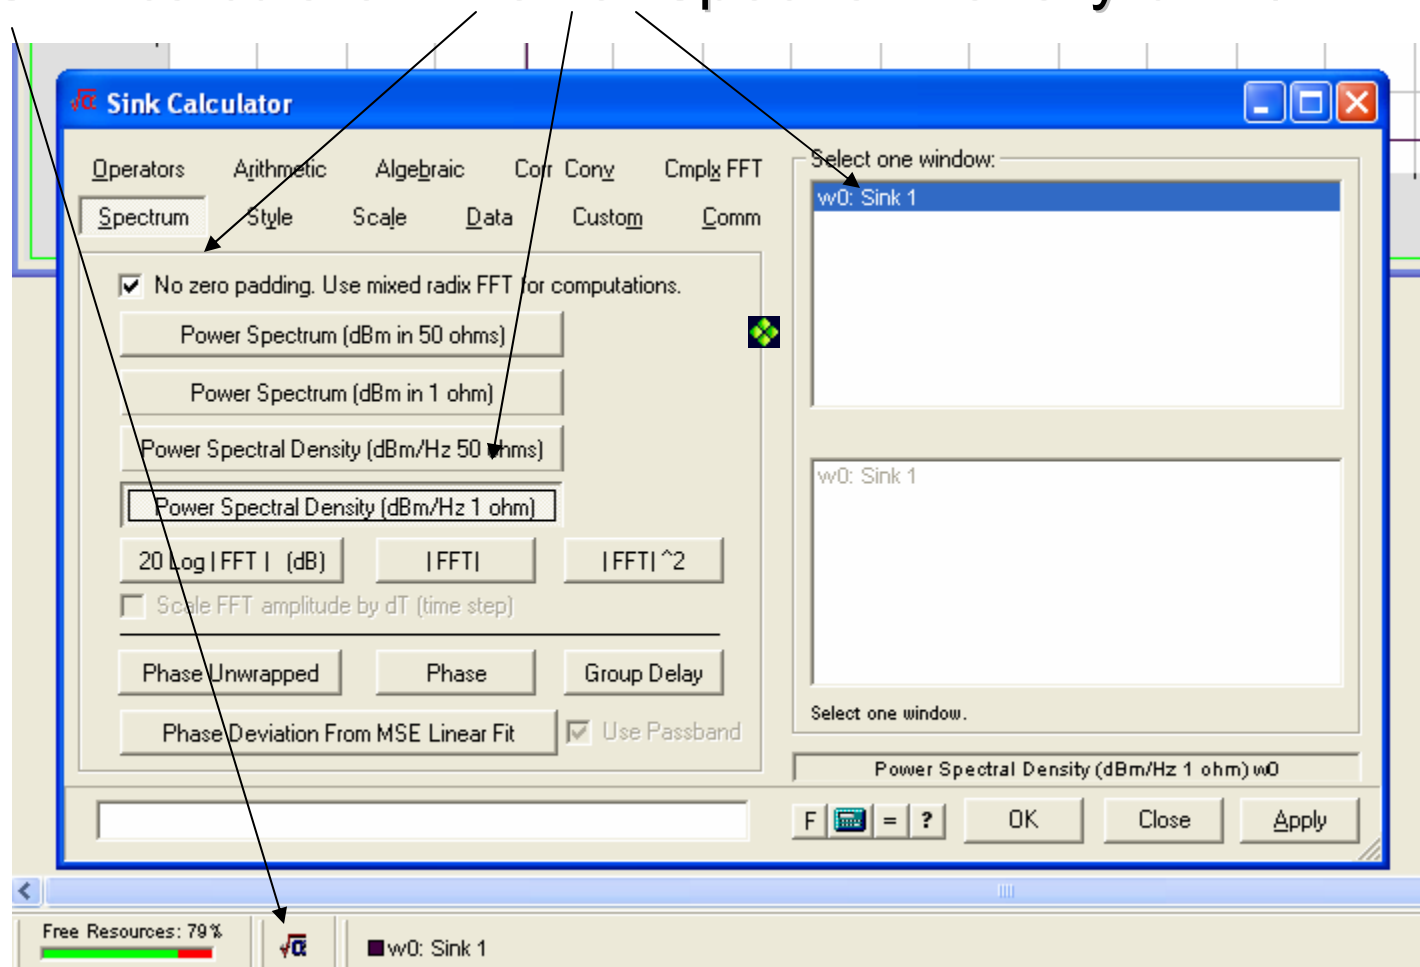 Sink Calculator
Operators Arithmetic Algebraic Corr Conv Cmplx FFT
Spectrum Style Scale Data Custom Comm
No zero padding. Use mixed radix FFT for computations.
Power Spectrum (dBm in 50 ohms)
Power Spectrum (dBm in 1 ohm)
Power Spectral Density (dBm/Hz 50 ohms)
Power Spectral Density (dBm/Hz 1 ohm)
20 Log | FFT | (dB) | FFT| | FFT| ^2
Scale FFT amplitude by dT (time step)
Phase Unwrapped Phase Group Delay
Phase Deviation From MSE Linear Fit Use Passband
Select one window:
w0: Sink 1
w0: Sink 1
Select one window.
Power Spectral Density (dBm/Hz 1 ohm) w0
F = ? OK Close Apply
Free Resources: 79% √α w0: Sink 1